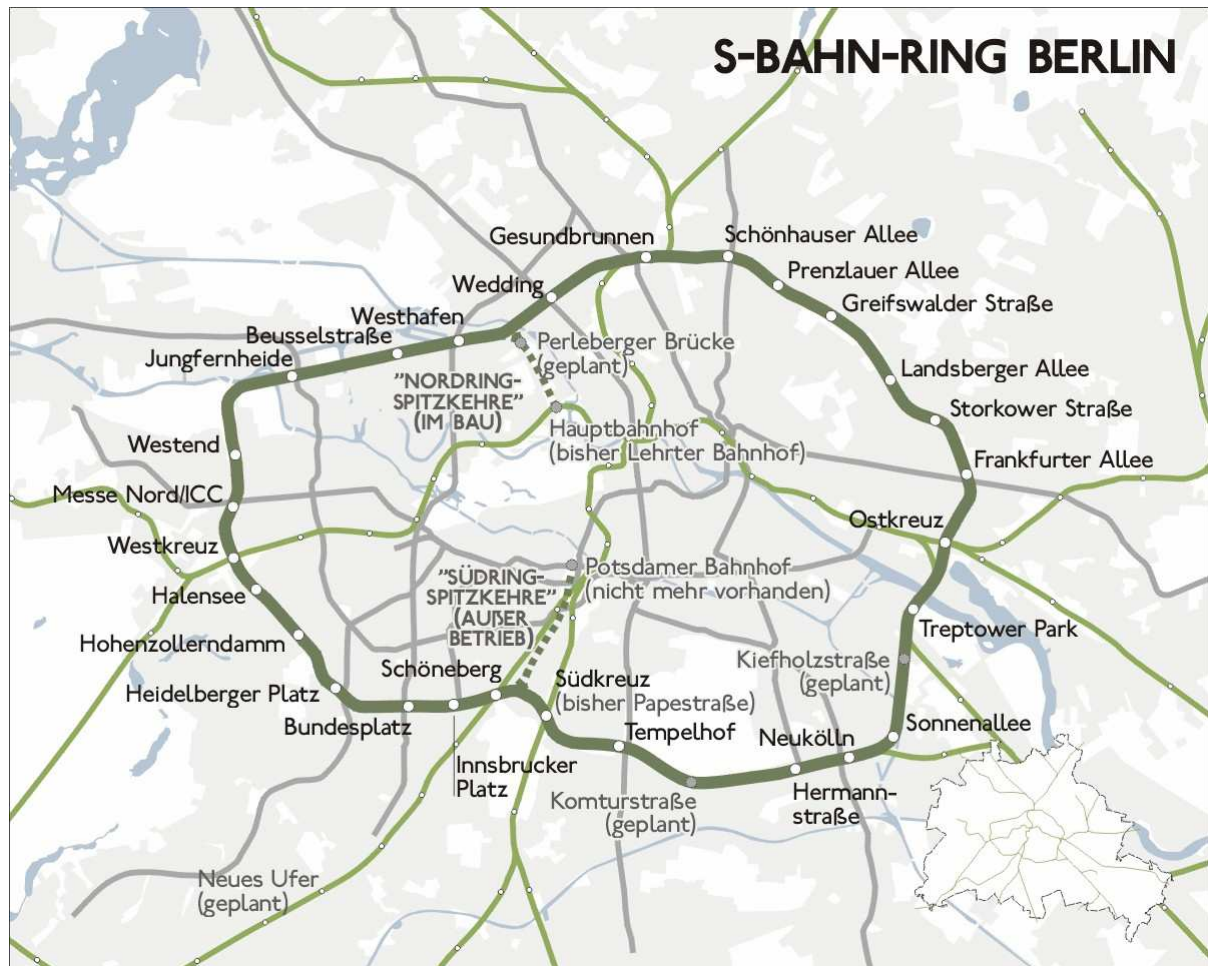 S-BAHN-RING BERLIN
Gesundbrunnen
Schönhauser Allee
Prenzlauer Allee
Wedding
Greifswalder Straße
Westhafen
Beusselstraße
Perleberger Brücke
(geplant)
Jungfernheide
Landsberger Allee
"NORDRING-
SPITZKEHRE"
(IM BAU)
Storkower Straße
Hauptbahnhof
(bisher Lehrter Bahnhof)
Westend
Frankfurter Allee
Messe Nord/ICC
Ostkreuz
Westkreuz
Potsdamer Bahnhof
(nicht mehr vorhanden)
"SÜDRING-
SPITZKEHRE"
(AUẞER
BETRIEB)
Halensee
Treptower Park
Hohenzollerndamm
Kiefholzstraße
(geplant)
Schöneberg
Südkreuz
(bisher Papestraße)
Heidelberger Platz
Bundesplatz
Sonnenallee
Tempelhof
Neukölln
Innsbrucker
Platz
Hermann-
straße
Komturstraße
(geplant)
Neues Ufer
(geplant)